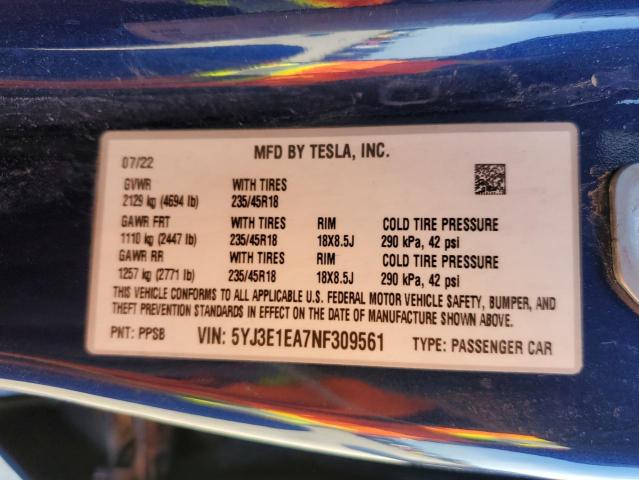 MFD BY TESLA, INC.
07/22
GVWR WITH TIRES
2129 kg (4694 lb) 235/45R18
GAWR FRT WITH TIRES RIM COLD TIRE PRESSURE
1110 kg (2447 lb) 235/45R18 18X8.5J 290 kPa, 42 psi
GAWR RR WITH TIRES RIM COLD TIRE PRESSURE
1257 kg (2771 lb) 235/45R18 18X8.5J 290 kPa, 42 psi
THIS VEHICLE CONFORMS TO ALL APPLICABLE U.S. FEDERAL MOTOR VEHICLE SAFETY, BUMPER, AND
THEFT PREVENTION STANDARDS IN EFFECT ON THE DATE OF MANUFACTURE SHOWN ABOVE.
PNT: PPSB VIN: 5YJ3E1EA7NF309561 TYPE: PASSENGER CAR